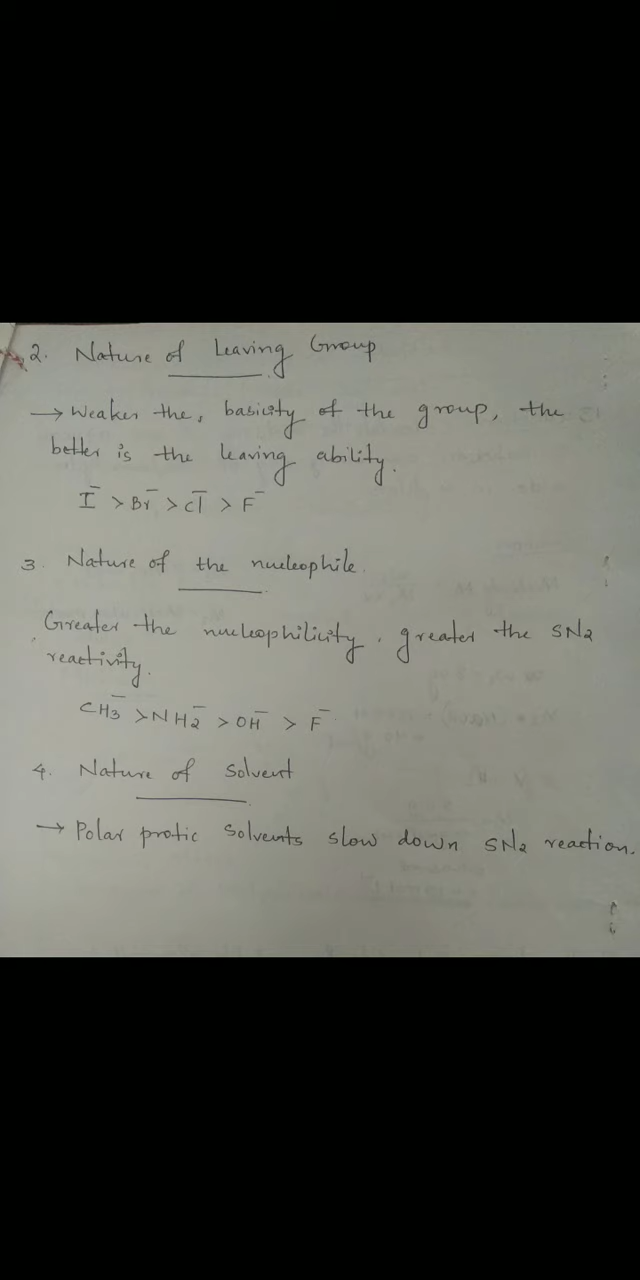 2. Nature of Leaving Group
→ Weaker the, basicity of the group, the
better is the leaving ability.
I⁻ > Br⁻ > Cl⁻ > F⁻
3. Nature of the nucleophile.
Greater the nucleophilicity, greater the SN2
reactivity.
CH3⁻ > NH2⁻ > OH⁻ > F⁻
4. Nature of solvent
→ Polar protic solvents slow down SN2 reaction.